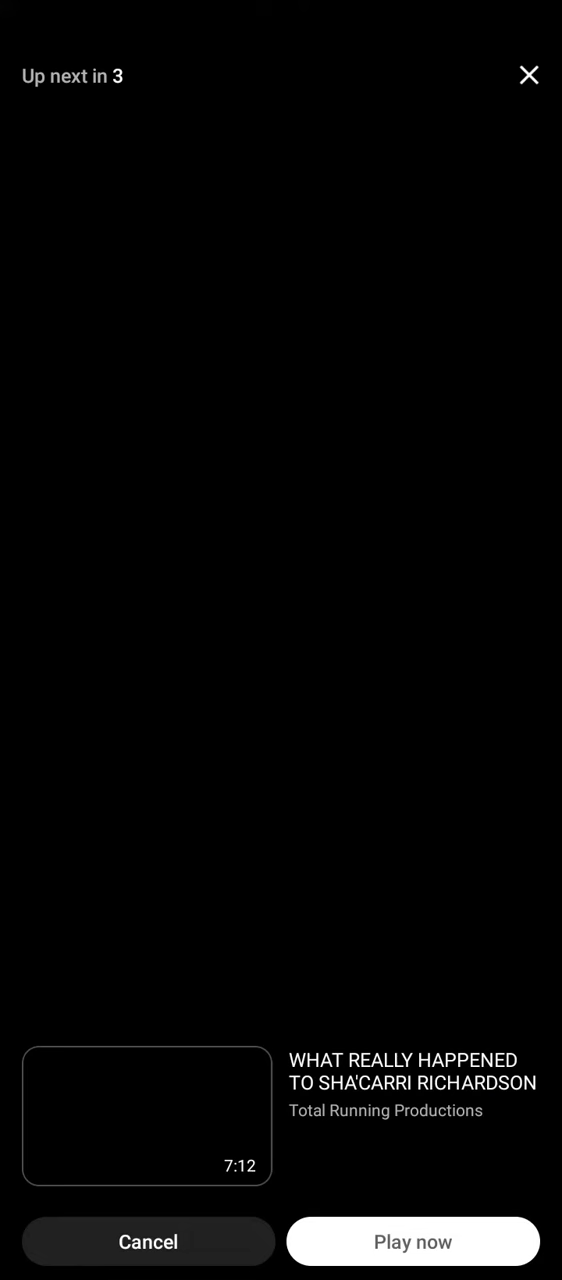 Up next in 3
WHAT REALLY HAPPENED
TO SHA'CARRI RICHARDSON
Total Running Productions
7:12
Cancel
Play now